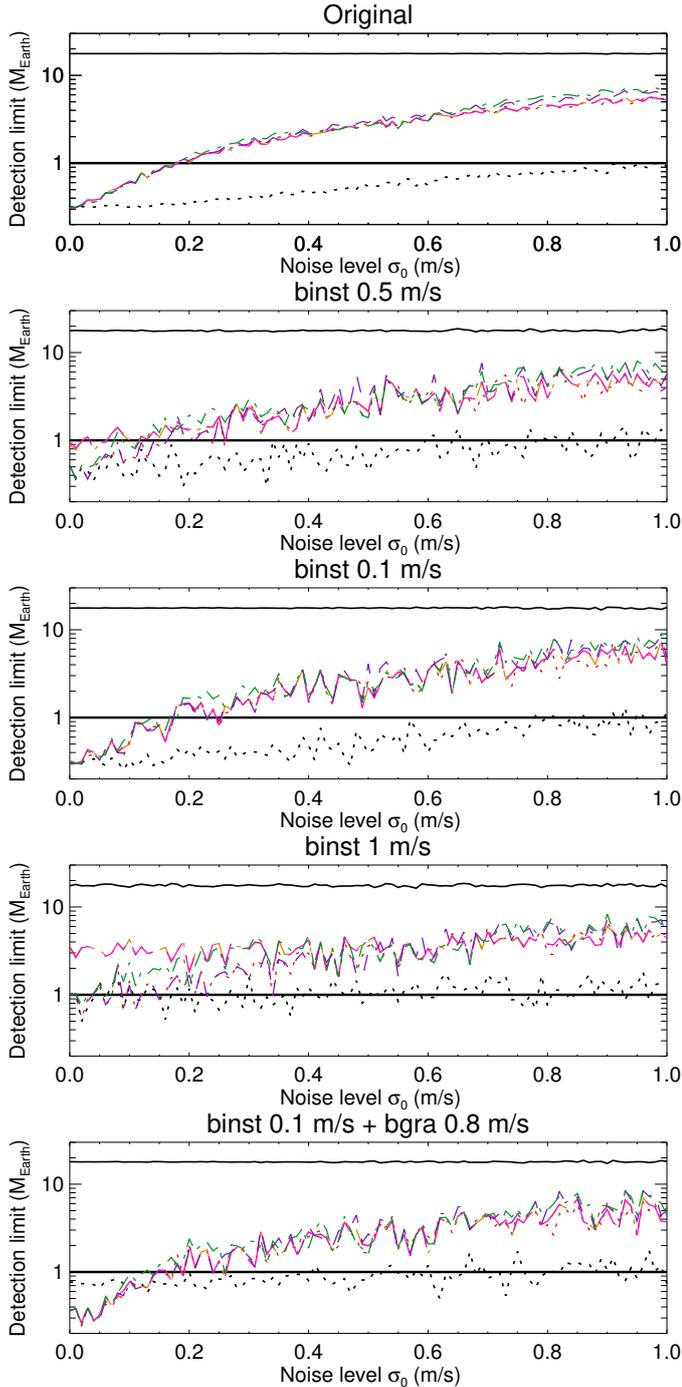 Original
Detection limit (M_Earth)
10
1
0.0 0.2 0.4 0.6 0.8 1.0
Noise level σ₀ (m/s)
binst 0.5 m/s
Detection limit (M_Earth)
10
1
0.0 0.2 0.4 0.6 0.8 1.0
Noise level σ₀ (m/s)
binst 0.1 m/s
Detection limit (M_Earth)
10
1
0.0 0.2 0.4 0.6 0.8 1.0
Noise level σ₀ (m/s)
binst 1 m/s
Detection limit (M_Earth)
10
1
0.0 0.2 0.4 0.6 0.8 1.0
Noise level σ₀ (m/s)
binst 0.1 m/s + bgra 0.8 m/s
Detection limit (M_Earth)
10
1
0.0 0.2 0.4 0.6 0.8 1.0
Noise level σ₀ (m/s)